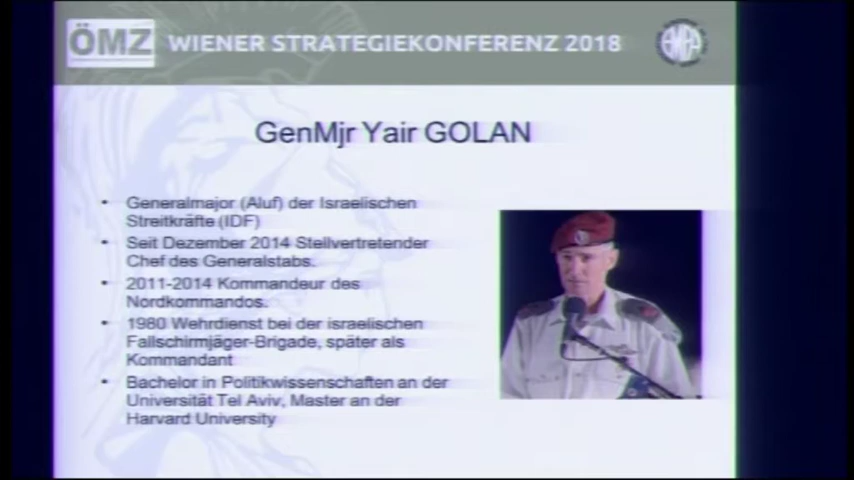 ÖMZ WIENER STRATEGIEKONFERENZ 2018
GenMjr Yair GOLAN
• Generalmajor (Aluf) der Israelischen
Streitkräfte (IDF)
• Seit Dezember 2014 Stellvertretender
Chef des Generalstabs.
• 2011-2014 Kommandeur des
Nordkommandos.
• 1980 Wehrdienst bei der israelischen
Fallschirmjäger-Brigade, später als
Kommandant
• Bachelor in Politikwissenschaften an der
Universität Tel Aviv, Master an der
Harvard University